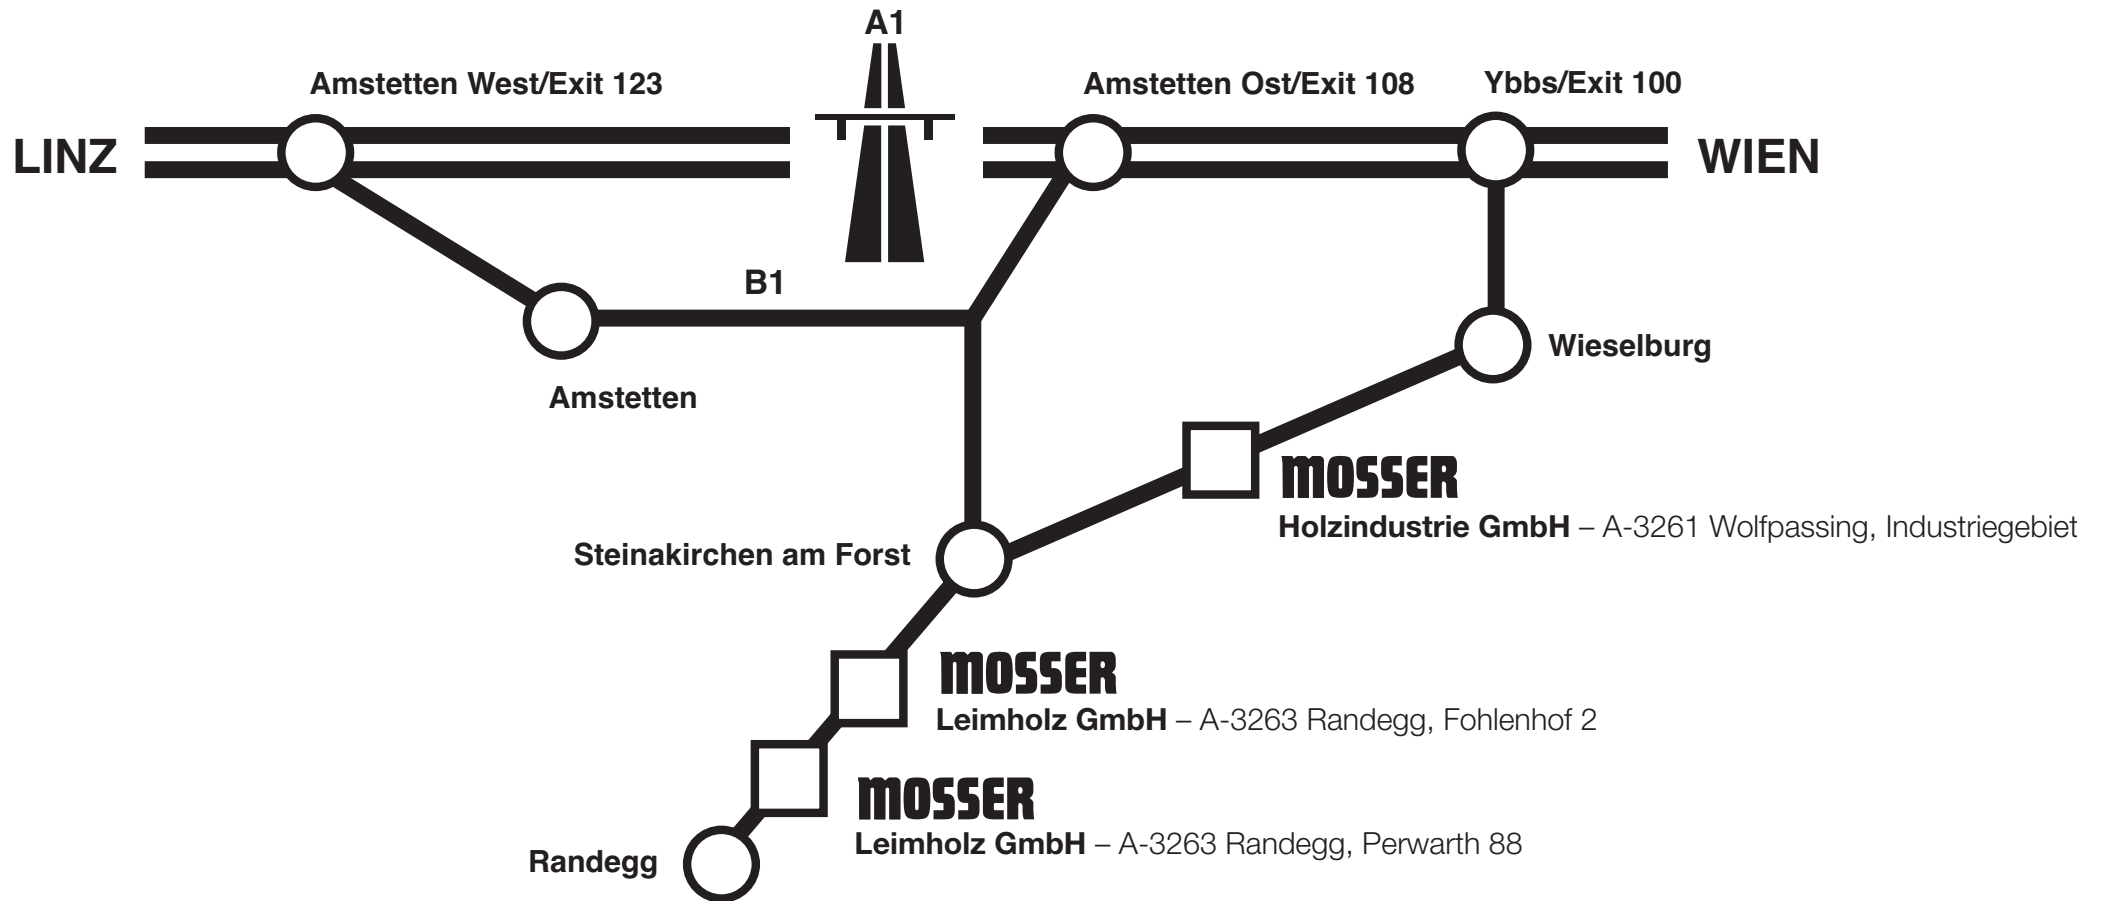 A1
Amstetten West/Exit 123
Amstetten Ost/Exit 108
Ybbs/Exit 100
LINZ
WIEN
B1
Wieselburg
Amstetten
MOSSER
Holzindustrie GmbH – A-3261 Wolfpassing, Industriegebiet
Steinakirchen am Forst
MOSSER
Leimholz GmbH – A-3263 Randegg, Fohlenhof 2
MOSSER
Leimholz GmbH – A-3263 Randegg, Perwarth 88
Randegg